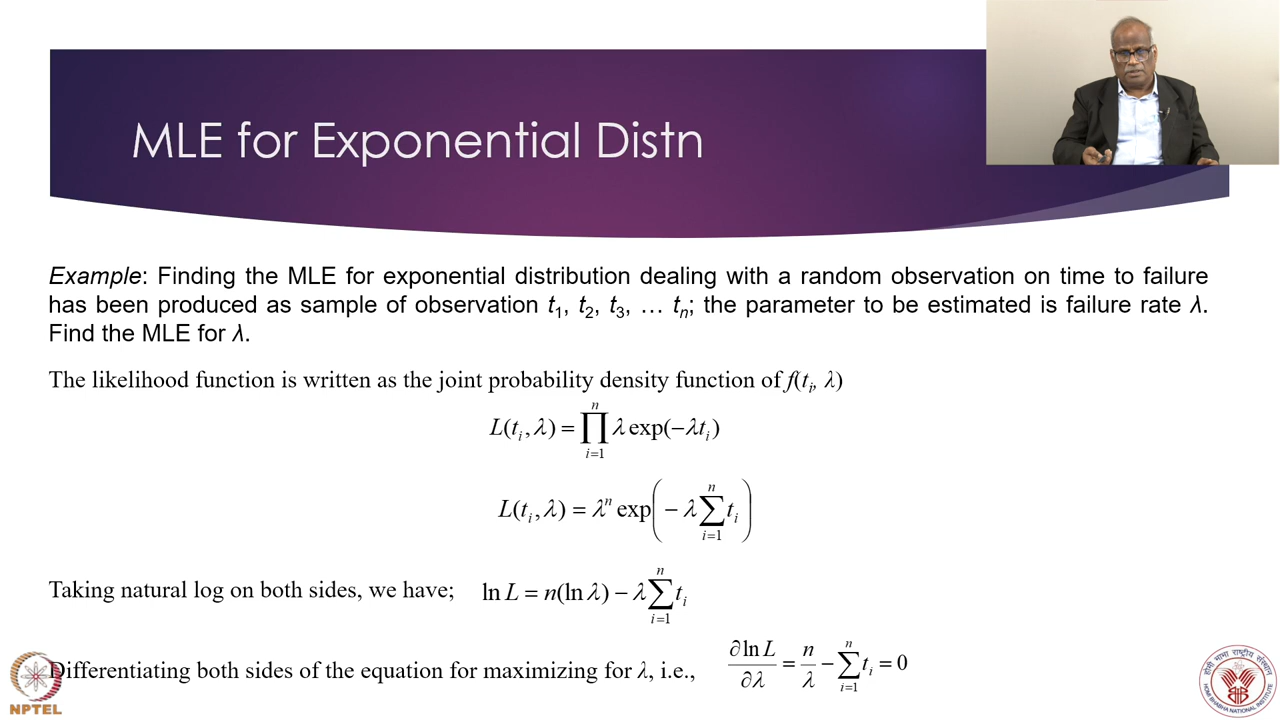 MLE for Exponential Distn
Example: Finding the MLE for exponential distribution dealing with a random observation on time to failure
has been produced as sample of observation t₁, t₂, t₃, … tₙ; the parameter to be estimated is failure rate λ.
Find the MLE for λ.
The likelihood function is written as the joint probability density function of f(tᵢ, λ)
L(tᵢ, λ) = ∏ᵢ₌₁ⁿ λ exp(−λtᵢ)
L(tᵢ, λ) = λⁿ exp(− λ ∑ᵢ₌₁ⁿ tᵢ)
Taking natural log on both sides, we have; ln L = n(ln λ) − λ ∑ᵢ₌₁ⁿ tᵢ
Differentiating both sides of the equation for maximizing for λ, i.e., ∂ ln L / ∂λ = n / λ − ∑ᵢ₌₁ⁿ tᵢ = 0
NPTEL
होमी भाभा राष्ट्रीय संस्थान
HOMI BHABHA NATIONAL INSTITUTE